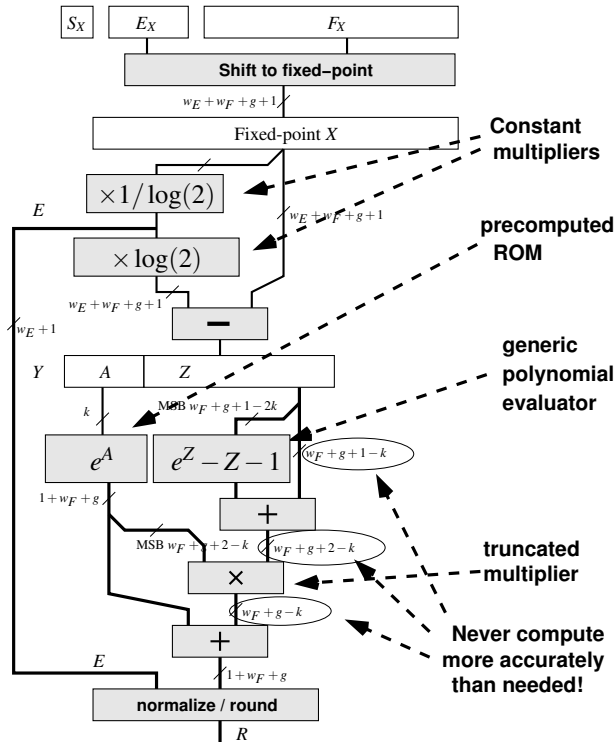 S_X E_X F_X
Shift to fixed–point
w_E + w_F + g + 1
Fixed-point X
Constant
multipliers
×1/log(2)
E
w_E + w_F + g + 1
precomputed
ROM
×log(2)
w_E + w_F + g + 1
w_E + 1
−
generic
polynomial
evaluator
Y A Z
MSB w_F + g + 1 − 2k
k
e^A
e^Z − Z − 1
w_F + g + 1 − k
1 + w_F + g
+
MSB w_F + g + 2 − k
w_F + g + 2 − k
truncated
multiplier
×
w_F + g − k
Never compute
more accurately
than needed!
+
E
1 + w_F + g
normalize / round
R